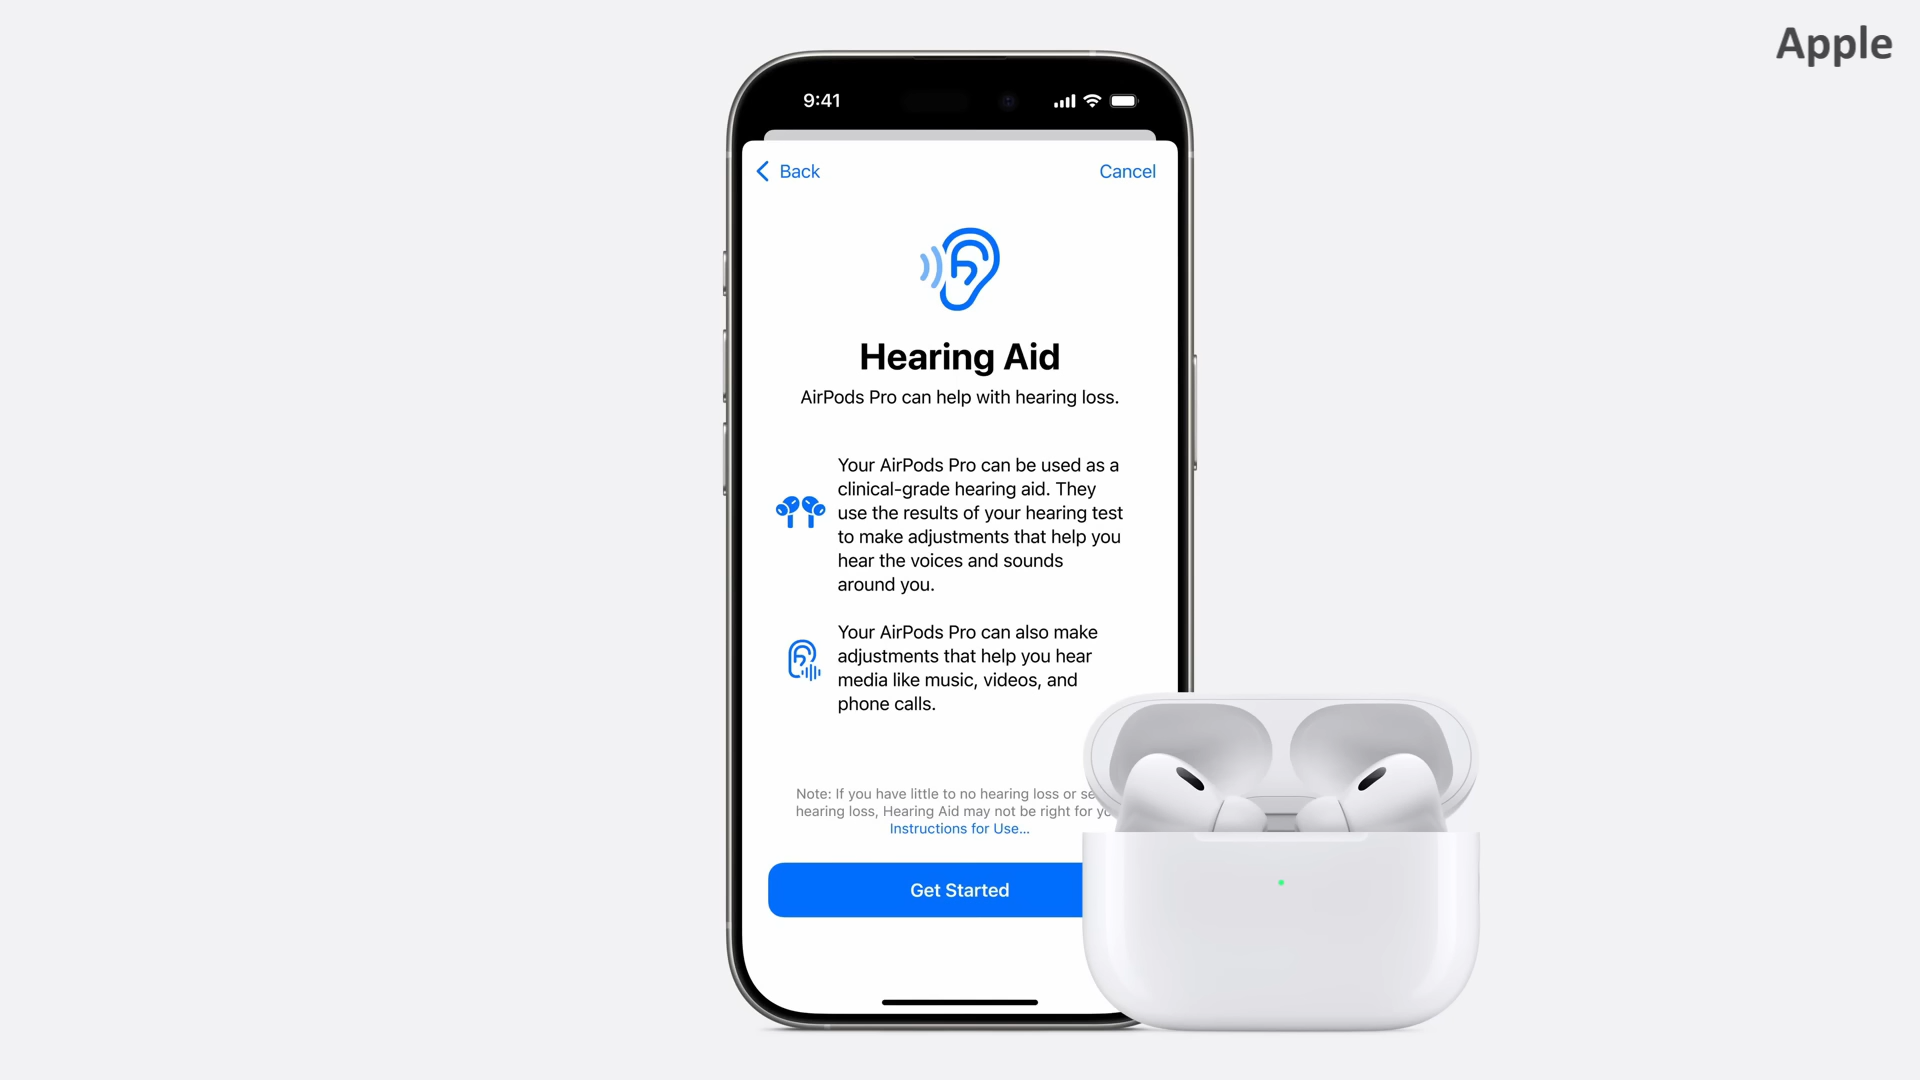 Apple
9:41
Back
Cancel
Hearing Aid
AirPods Pro can help with hearing loss.
Your AirPods Pro can be used as a
clinical-grade hearing aid. They
use the results of your hearing test
to make adjustments that help you
hear the voices and sounds
around you.
Your AirPods Pro can also make
adjustments that help you hear
media like music, videos, and
phone calls.
Note: If you have little to no hearing loss or
hearing loss, Hearing Aid may not be right for
Instructions for Use...
Get Started